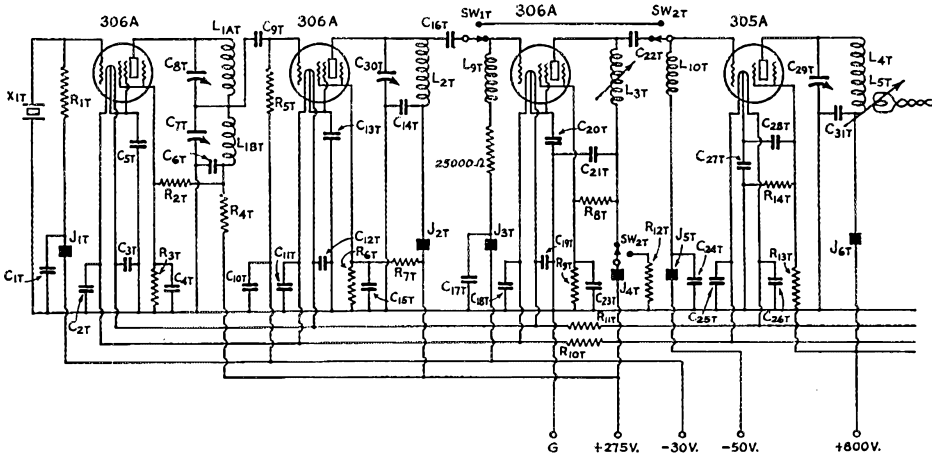 306A
306A
306A
305A
SW1T
SW2T
L1AT
C9T
C16T
C22T
L4T
L5T
X1T
R1T
C8T
R5T
C30T
L2T
L9T
L3T
L10T
C29T
C7T
L1BT
C13T
C14T
C20T
C31T
C5T
C6T
25000Ω
C21T
C27T
C28T
R2T
R4T
R8T
R14T
J1T
J2T
J3T
SW2T
R12T
J5T
J6T
C1T
C3T
R3T
C4T
C2T
C10T
C11T
C12T
R6T
R7T
C15T
C17T
C18T
C19T
R9T
C23T
J4T
C24T
C25T
R13T
C26T
R11T
R10T
G
+275V.
-30V.
-50V.
+800V.